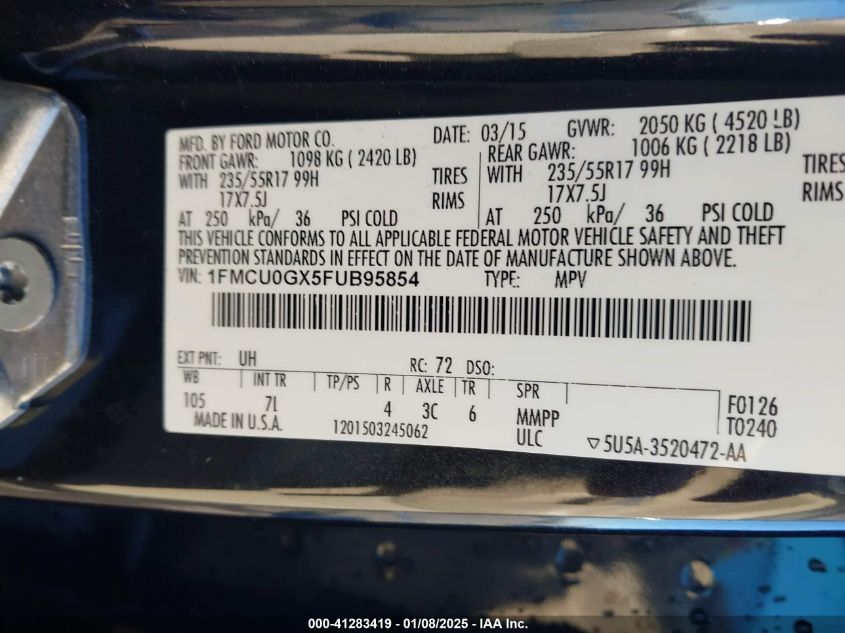 MFD. BY FORD MOTOR CO. DATE: 03/15 GVWR: 2050 KG ( 4520 LB)
FRONT GAWR: 1098 KG ( 2420 LB) REAR GAWR: 1006 KG ( 2218 LB)
WITH 235/55R17 99H TIRES WITH 235/55R17 99H TIRES
17X7.5J RIMS 17X7.5J RIMS
AT 250 kPa/ 36 PSI COLD AT 250 kPa/ 36 PSI COLD
THIS VEHICLE CONFORMS TO ALL APPLICABLE FEDERAL MOTOR VEHICLE SAFETY AND THEFT
PREVENTION STANDARDS IN EFFECT ON THE DATE OF MANUFACTURE SHOWN ABOVE.
VIN: 1FMCU0GX5FUB95854 TYPE: MPV
EXT PNT: UH RC: 72 DSO:
WB INT TR TP/PS R AXLE TR SPR
105 7L 4 3C 6 MMPP F0126
MADE IN U.S.A. 1201503245062 ULC T0240
▽5U5A-3520472-AA
000-41283419 - 01/08/2025 - IAA Inc.